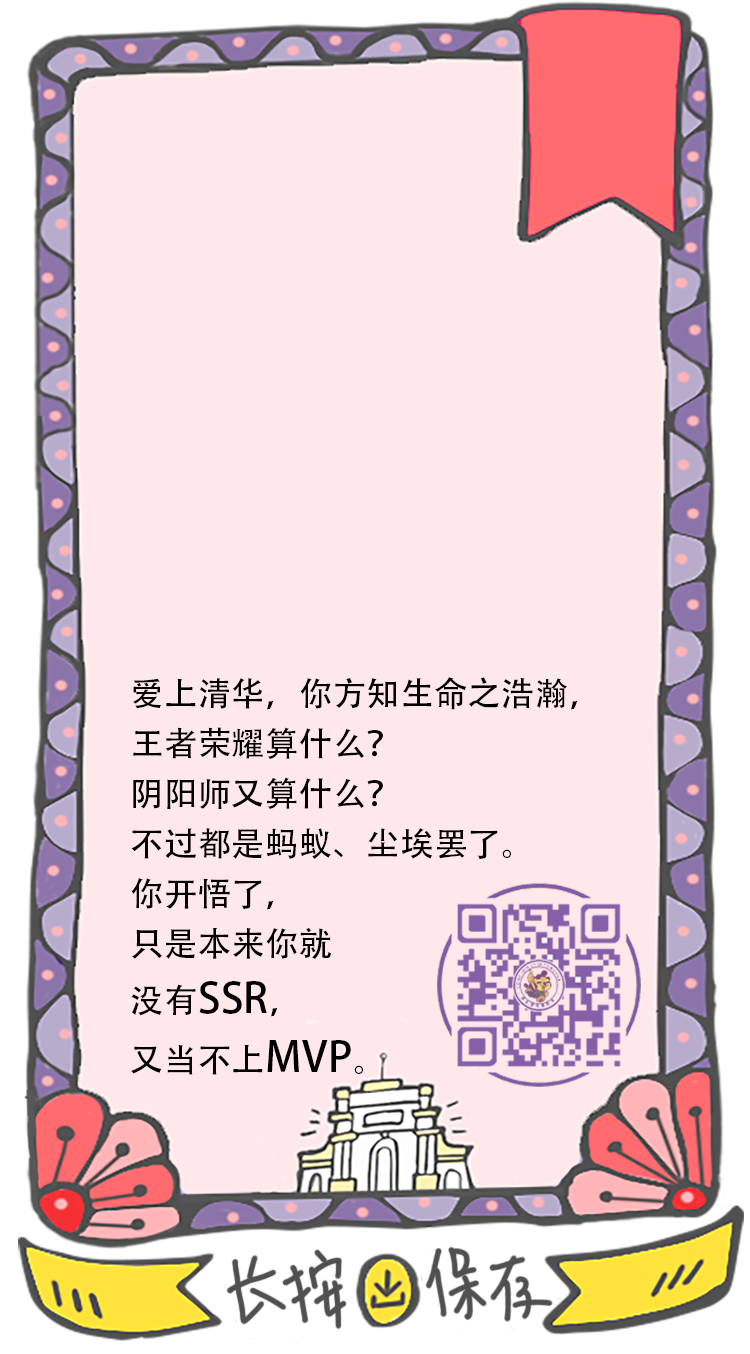 爱上清华，你方知生命之浩瀚，
王者荣耀算什么？
阴阳师又算什么？
不过都是蚂蚁、尘埃罢了。
你开悟了，
只是本来你就
没有SSR，
又当不上MVP。
长按保存